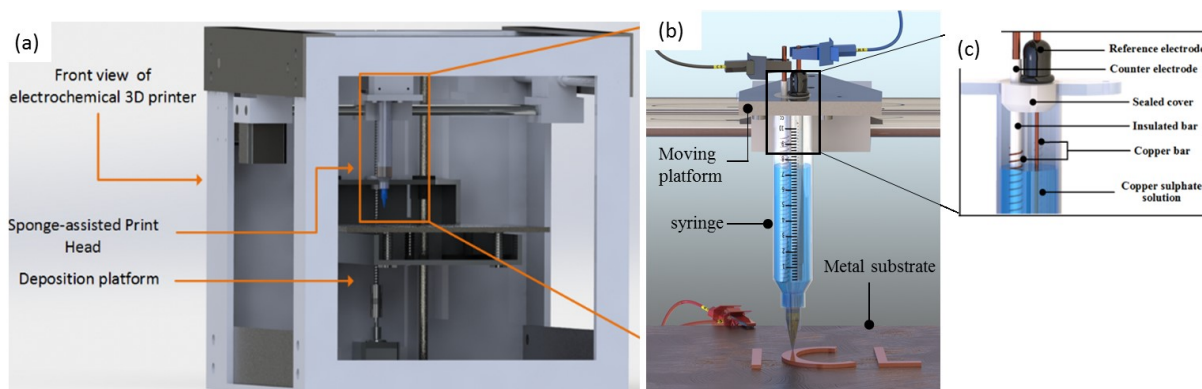 (a)
Front view of
electrochemical 3D printer
Sponge-assisted Print
Head
Deposition platform
(b)
Moving
platform
syringe
Metal substrate
I C L
(c)
Reference electrode
Counter electrode
Sealed cover
Insulated bar
Copper bar
Copper sulphate
solution